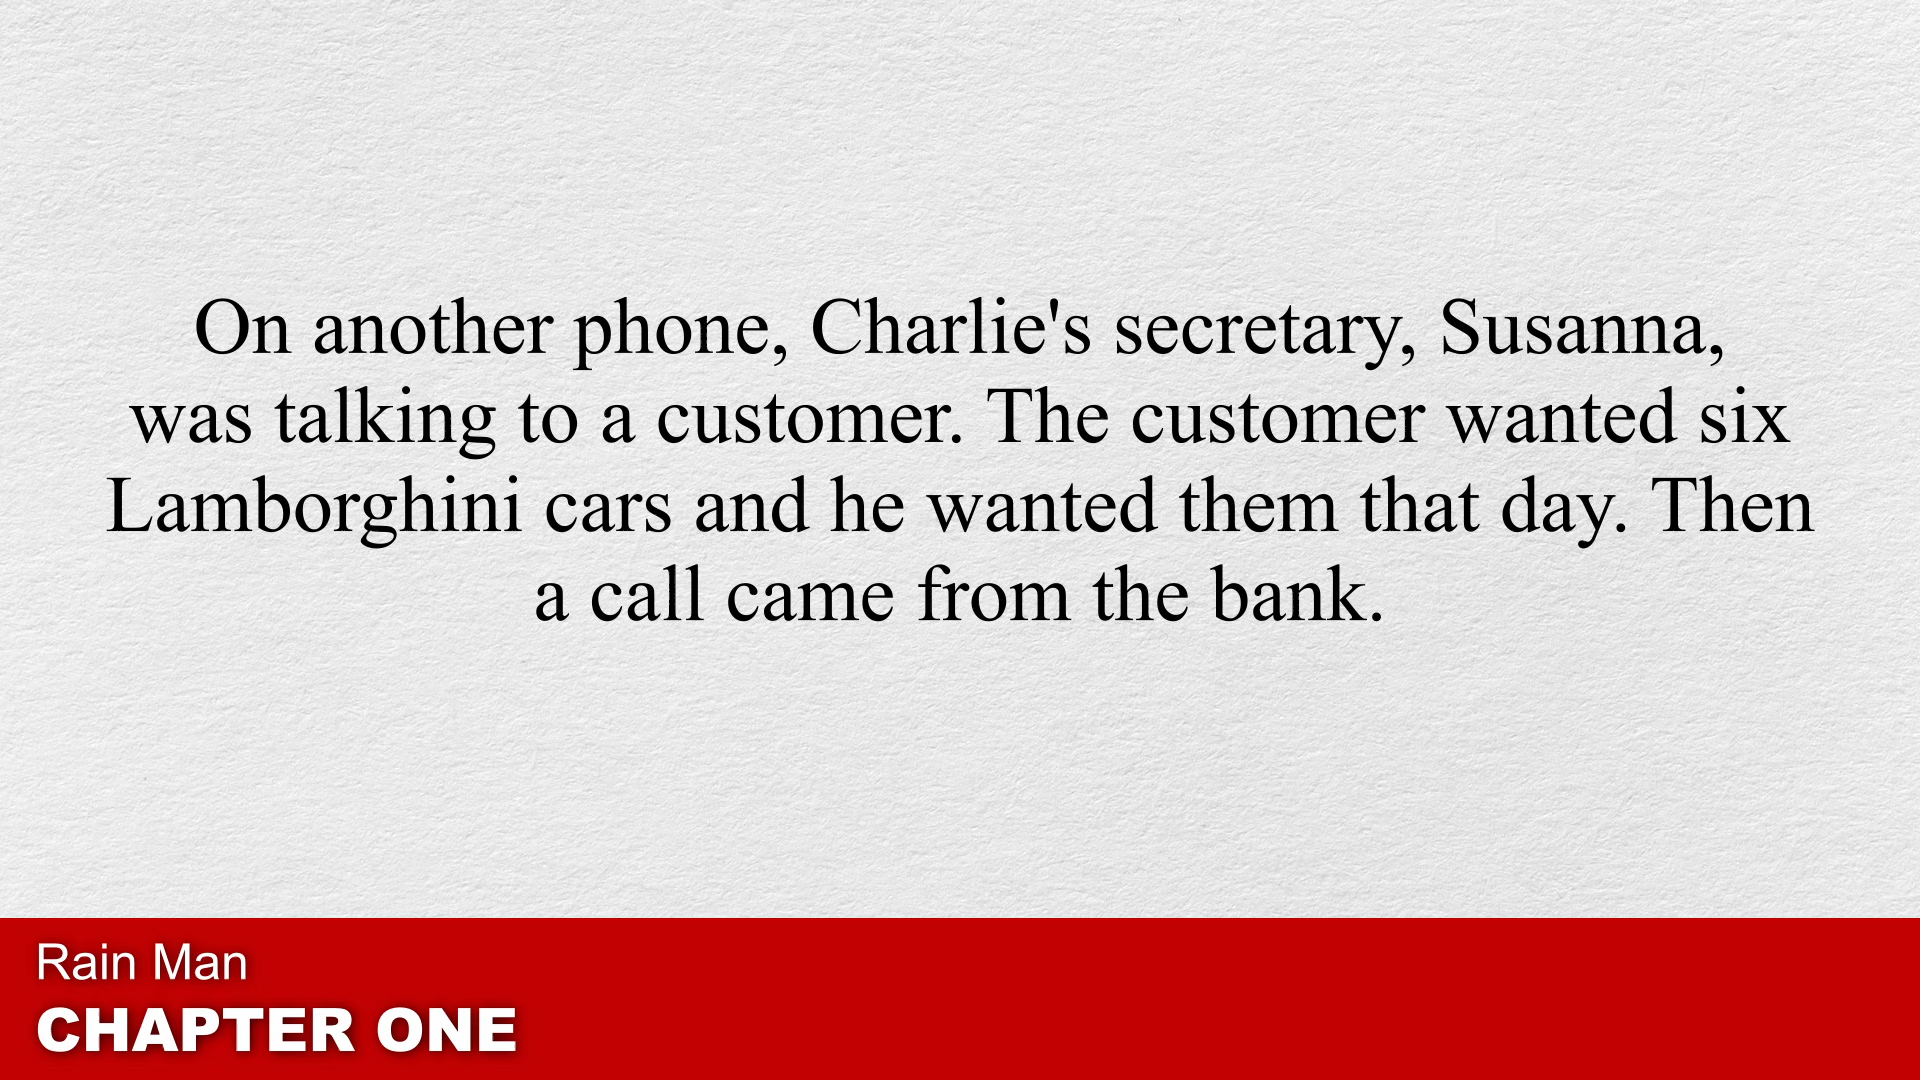 On another phone, Charlie's secretary, Susanna,
was talking to a customer. The customer wanted six
Lamborghini cars and he wanted them that day. Then
a call came from the bank.
Rain Man
CHAPTER ONE